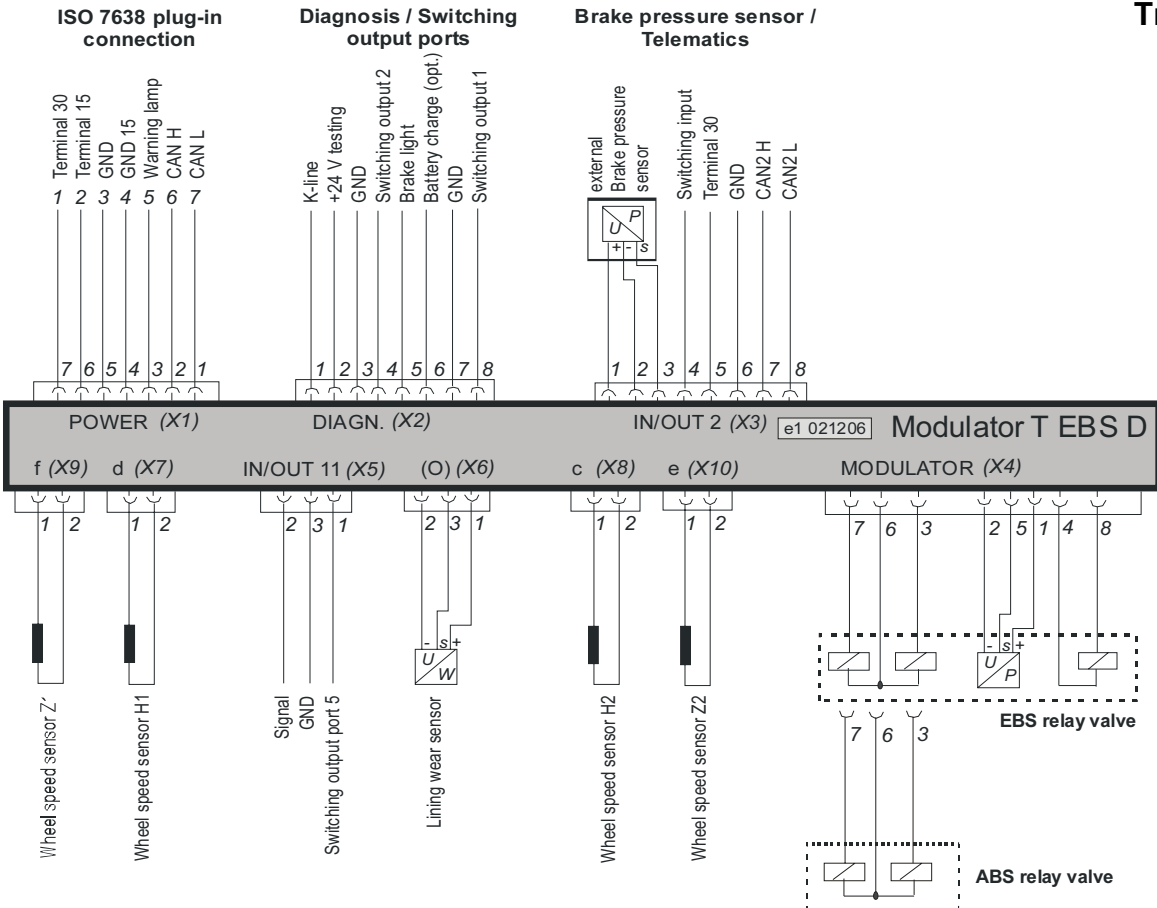 ISO 7638 plug-in
connection
Diagnosis / Switching
output ports
Brake pressure sensor /
Telematics
Terminal 30
Terminal 15
GND
GND 15
Warning lamp
CAN H
CAN L
1 2 3 4 5 6 7
K-line
+24 V testing
GND
Switching output 2
Brake light
Battery charge (opt.)
GND
Switching output 1
external
Brake pressure
sensor
Switching input
Terminal 30
GND
CAN2 H
CAN2 L
U P
+ - s
7 6 5 4 3 2 1
1 2 3 4 5 6 7 8
1 2 3 4 5 6 7 8
POWER (X1)
DIAGN. (X2)
IN/OUT 2 (X3)
e1 021206
Modulator T EBS D
f (X9)
d (X7)
IN/OUT 11 (X5)
(O) (X6)
c (X8)
e (X10)
MODULATOR (X4)
1 2
1 2
2 3 1
2 3 1
1 2
1 2
7 6 3 2 5 1 4 8
- s +
U W
- s +
U P
EBS relay valve
7 6 3
Wheel speed sensor Z´
Wheel speed sensor H1
Signal
GND
Switching output port 5
Lining wear sensor
Wheel speed sensor H2
Wheel speed sensor Z2
ABS relay valve